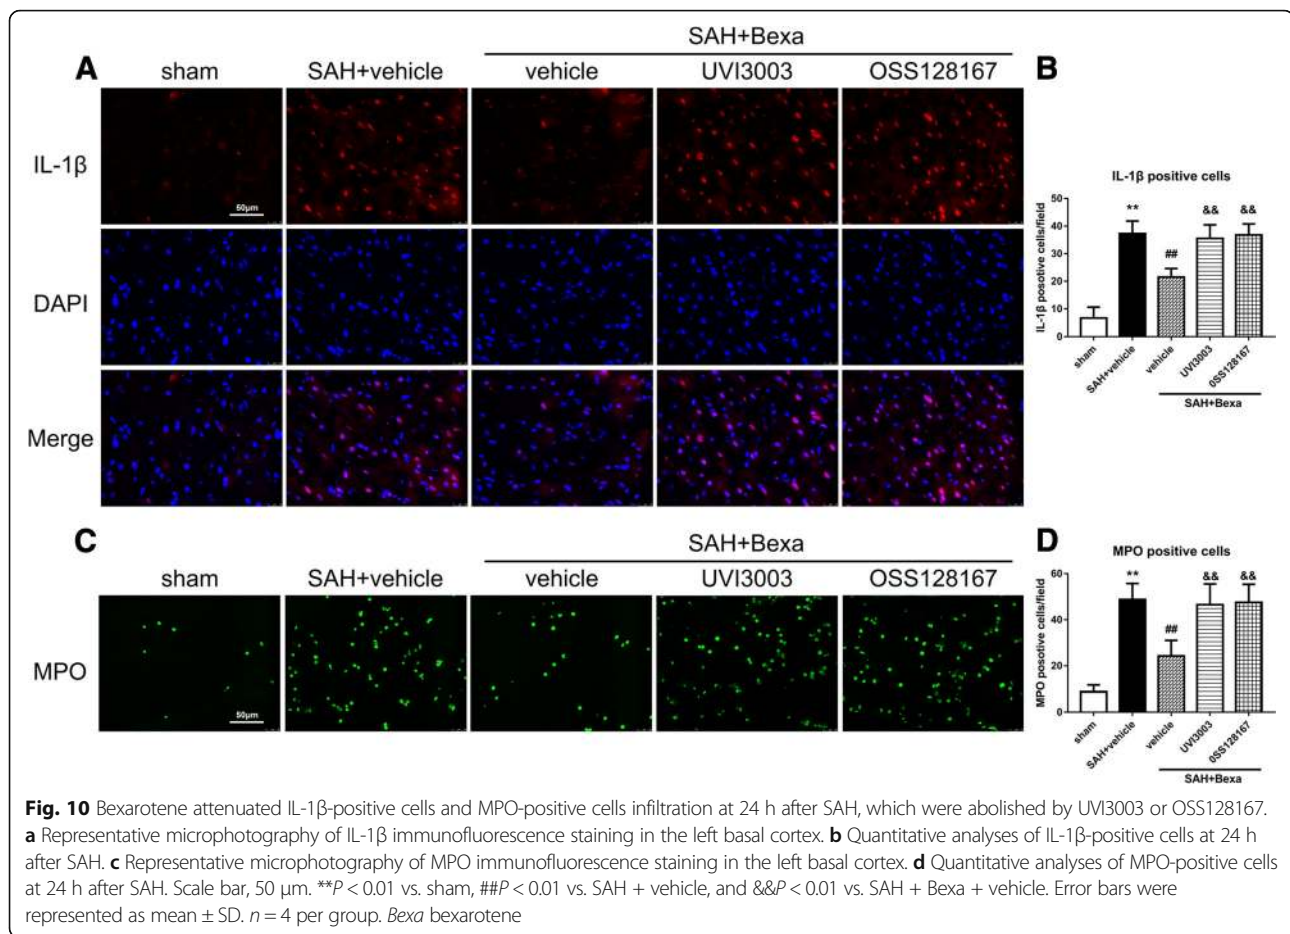 SAH+Bexa
A
sham SAH+vehicle vehicle UVI3003 OSS128167
IL-1β
50μm
DAPI
Merge
B
IL-1β positive cells
IL-1β posotive cells/field
50
40
30
20
10
0
**
##
&&
&&
sham
SAH+vehicle
vehicle
UVI3003
0SS128167
SAH+Bexa
C
SAH+Bexa
sham SAH+vehicle vehicle UVI3003 OSS128167
MPO
50μm
D
MPO positive cells
MPO posotive cells/field
60
40
20
0
**
##
&&
&&
sham
SAH+vehicle
vehicle
UVI3003
0SS128167
SAH+Bexa
Fig. 10 Bexarotene attenuated IL-1β-positive cells and MPO-positive cells infiltration at 24 h after SAH, which were abolished by UVI3003 or OSS128167.
a Representative microphotography of IL-1β immunofluorescence staining in the left basal cortex. b Quantitative analyses of IL-1β-positive cells at 24 h
after SAH. c Representative microphotography of MPO immunofluorescence staining in the left basal cortex. d Quantitative analyses of MPO-positive cells
at 24 h after SAH. Scale bar, 50 μm. **P < 0.01 vs. sham, ##P < 0.01 vs. SAH + vehicle, and &&P < 0.01 vs. SAH + Bexa + vehicle. Error bars were
represented as mean ± SD. n = 4 per group. Bexa bexarotene